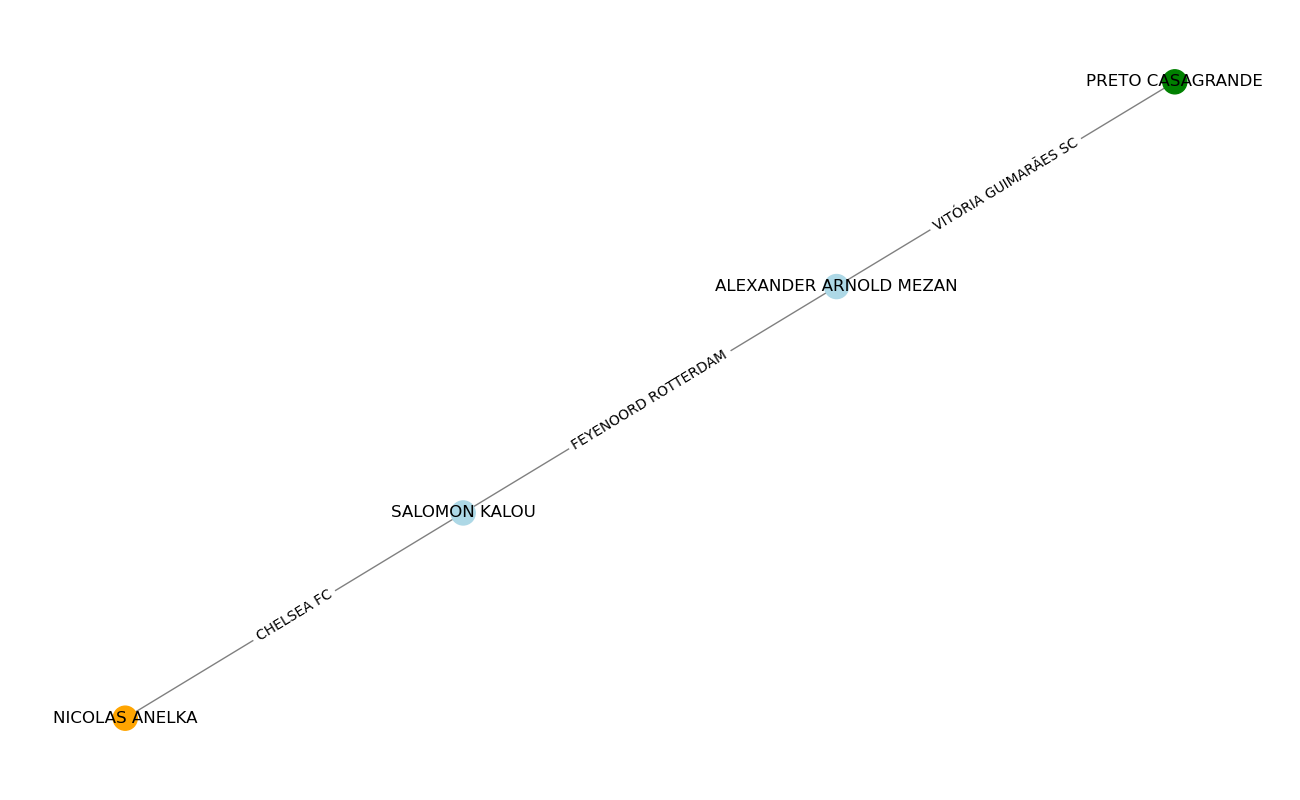 PRETO CASAGRANDE
VITÓRIA GUIMARÃES SC
ALEXANDER ARNOLD MEZAN
FEYENOORD ROTTERDAM
SALOMON KALOU
CHELSEA FC
NICOLAS ANELKA